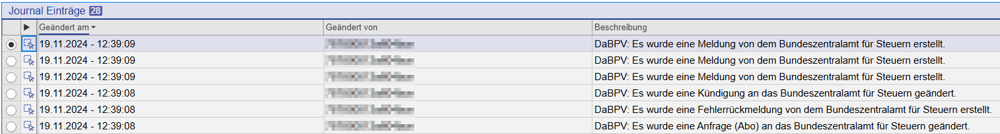 Journal Einträge 28
Geändert am Geändert von Beschreibung
19.11.2024 - 12:39:09 DaBPV: Es wurde eine Meldung von dem Bundeszentralamt für Steuern erstellt.
19.11.2024 - 12:39:09 DaBPV: Es wurde eine Meldung von dem Bundeszentralamt für Steuern erstellt.
19.11.2024 - 12:39:09 DaBPV: Es wurde eine Meldung von dem Bundeszentralamt für Steuern erstellt.
19.11.2024 - 12:39:08 DaBPV: Es wurde eine Kündigung an das Bundeszentralamt für Steuern geändert.
19.11.2024 - 12:39:08 DaBPV: Es wurde eine Fehlerrückmeldung von dem Bundeszentralamt für Steuern erstellt.
19.11.2024 - 12:39:08 DaBPV: Es wurde eine Anfrage (Abo) an das Bundeszentralamt für Steuern geändert.